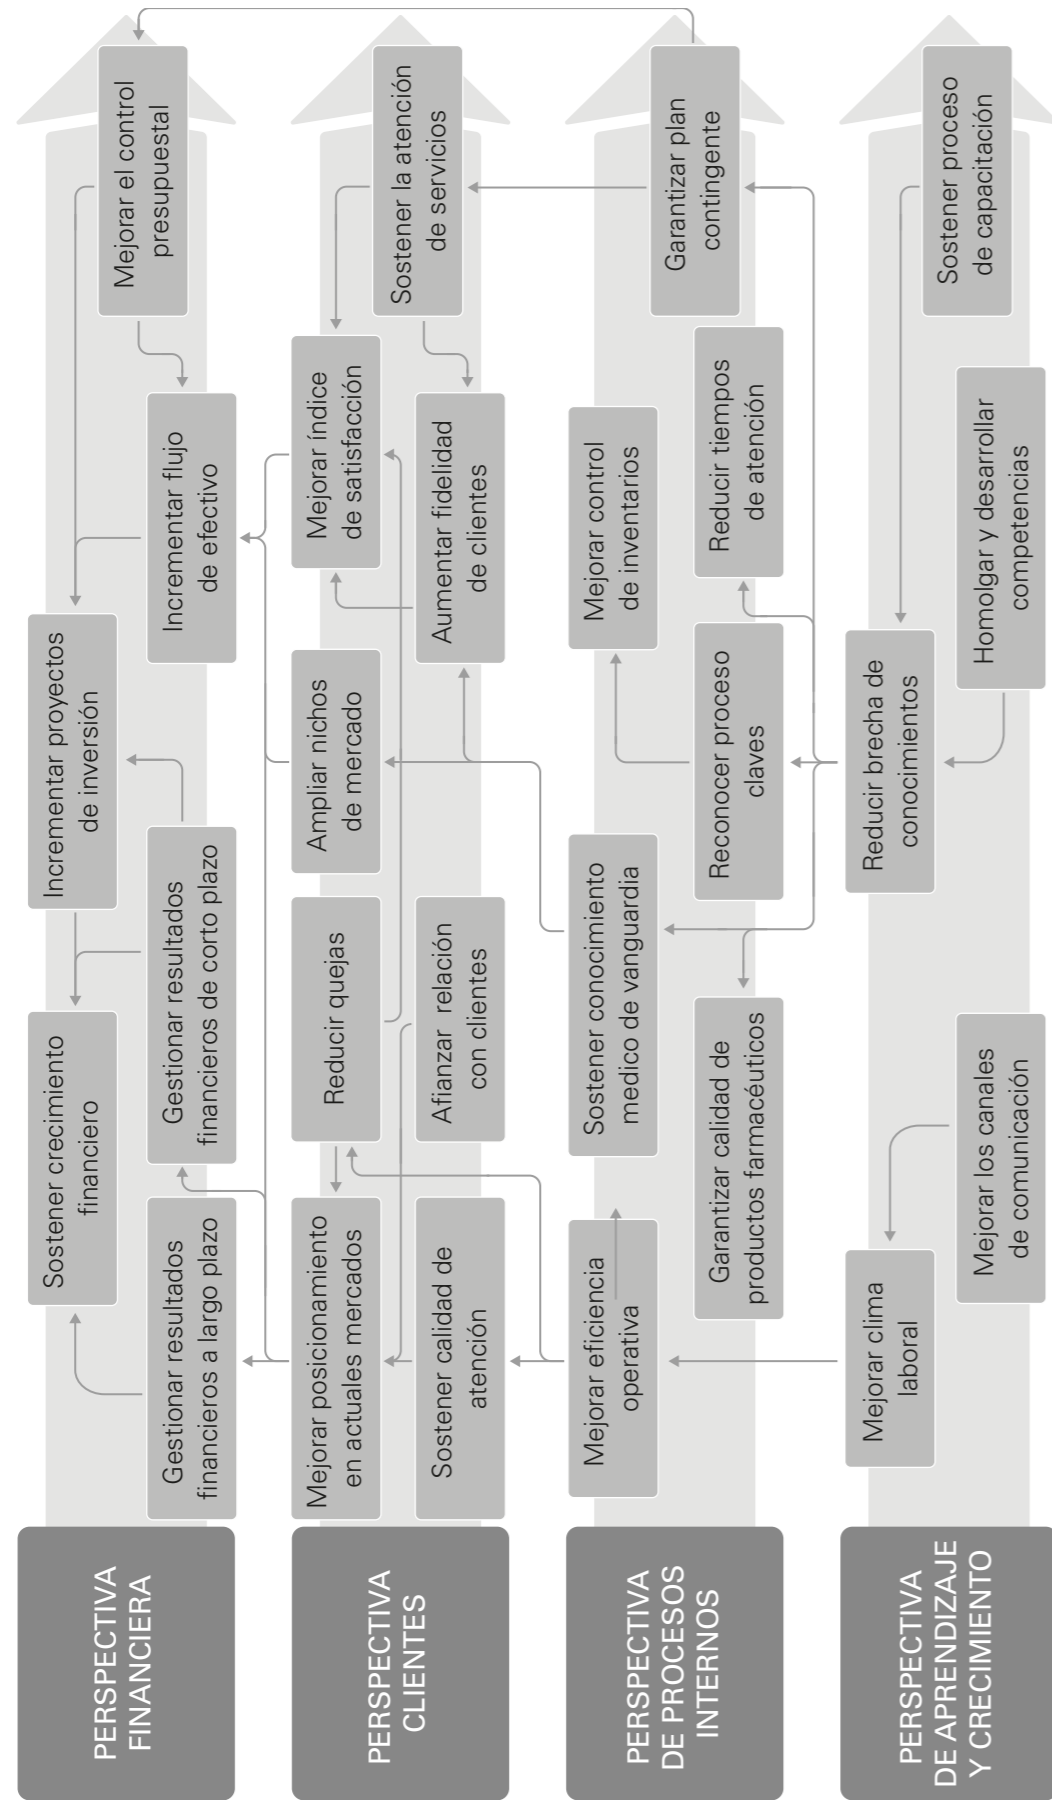 PERSPECTIVA
FINANCIERA
Sostener crecimiento
financiero
Incrementar proyectos
de inversión
Mejorar el control
presupuestal
Gestionar resultados
financieros a largo plazo
Gestionar resultados
financieros de corto plazo
Incrementar flujo
de efectivo
PERSPECTIVA
CLIENTES
Mejorar posicionamiento
en actuales mercados
Reducir quejas
Ampliar nichos
de mercado
Mejorar índice
de satisfacción
Sostener la atención
de servicios
Sostener calidad de
atención
Afianzar relación
con clientes
Aumentar fidelidad
de clientes
PERSPECTIVA
DE PROCESOS
INTERNOS
Mejorar eficiencia
operativa
Sostener conocimiento
medico de vanguardia
Mejorar control
de inventarios
Garantizar plan
contingente
Garantizar calidad de
productos farmacéuticos
Reconocer proceso
claves
Reducir tiempos
de atención
PERSPECTIVA
DE APRENDIZAJE
Y CRECIMIENTO
Mejorar clima
laboral
Reducir brecha de
conocimientos
Sostener proceso
de capacitación
Mejorar los canales
de comunicación
Homolgar y desarrollar
competencias